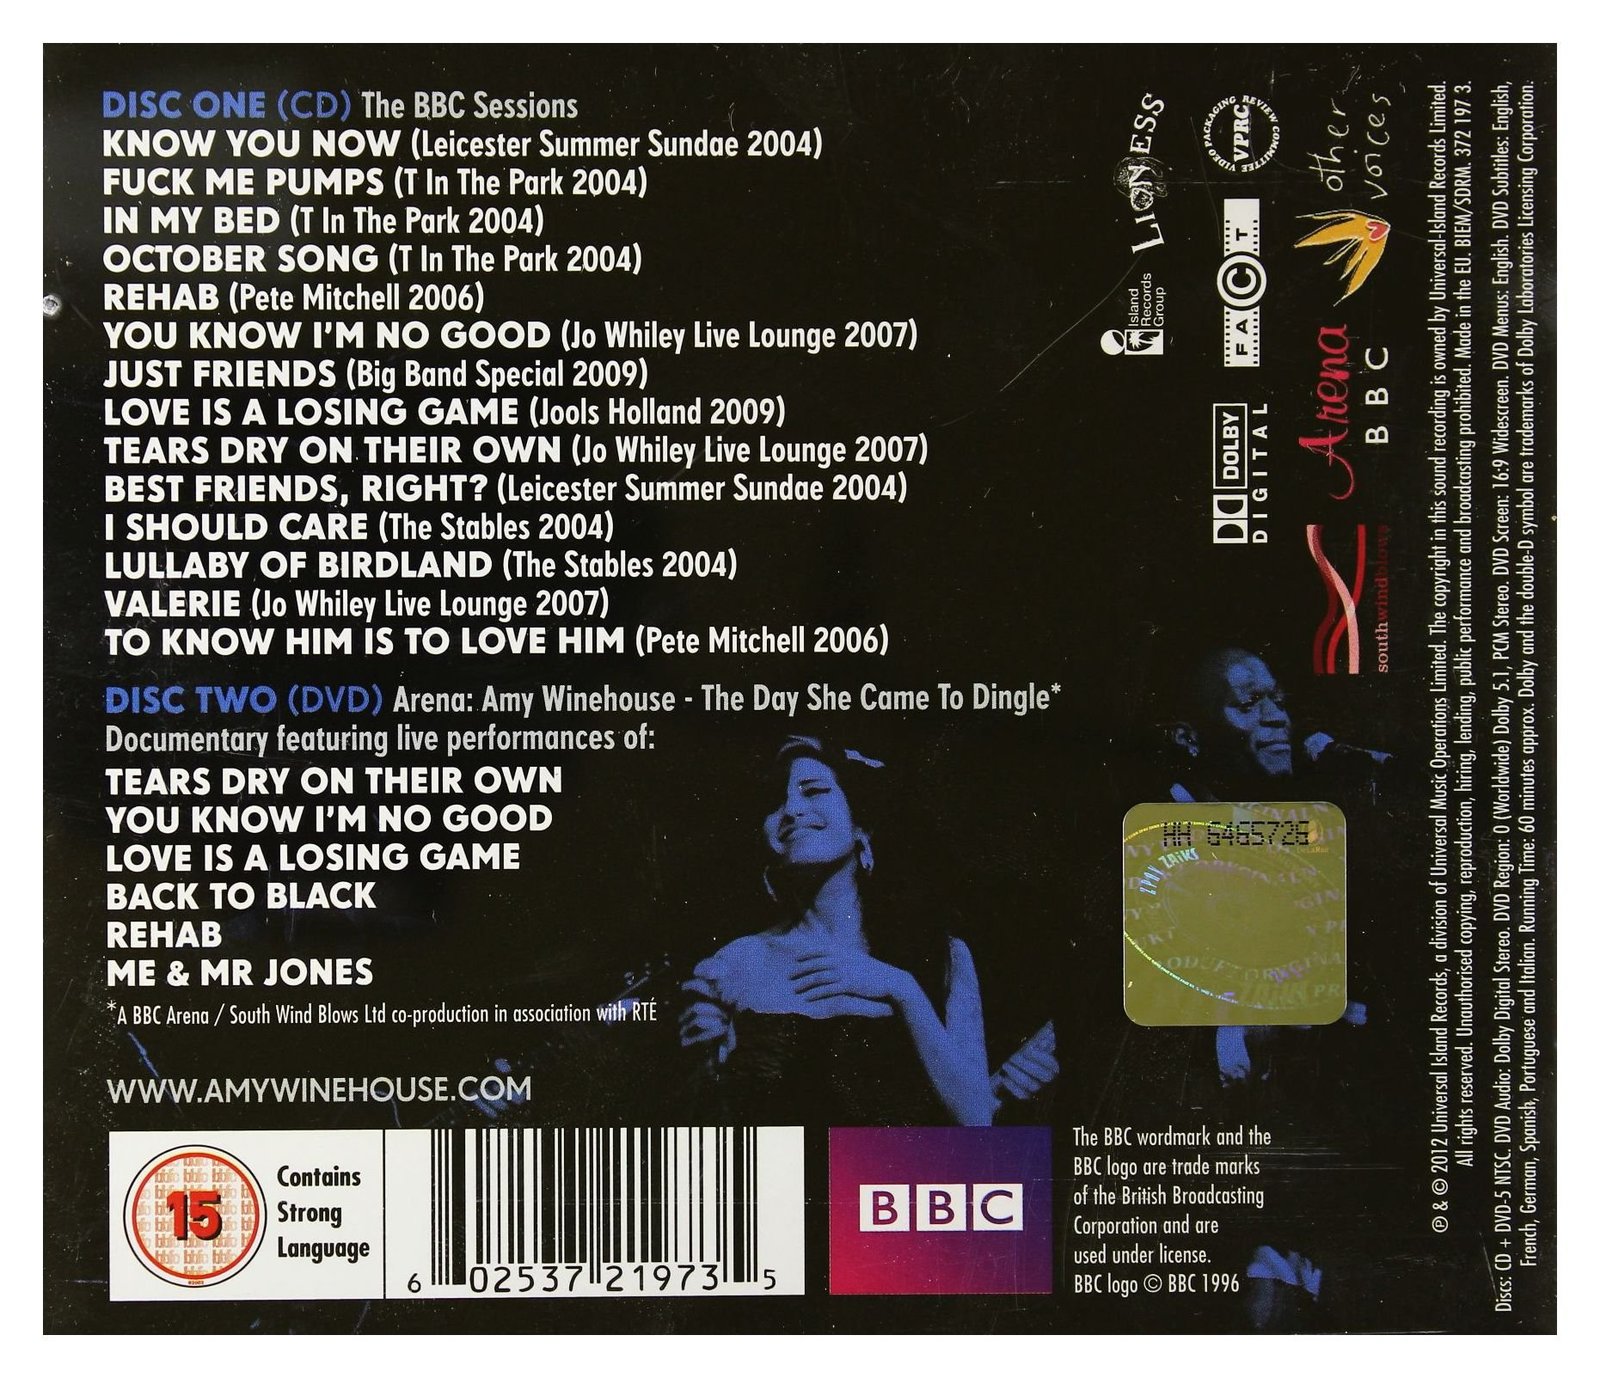 DISC ONE (CD) The BBC Sessions
KNOW YOU NOW (Leicester Summer Sundae 2004)
FUCK ME PUMPS (T In The Park 2004)
IN MY BED (T In The Park 2004)
OCTOBER SONG (T In The Park 2004)
REHAB (Pete Mitchell 2006)
YOU KNOW I'M NO GOOD (Jo Whiley Live Lounge 2007)
JUST FRIENDS (Big Band Special 2009)
LOVE IS A LOSING GAME (Jools Holland 2009)
TEARS DRY ON THEIR OWN (Jo Whiley Live Lounge 2007)
BEST FRIENDS, RIGHT? (Leicester Summer Sundae 2004)
I SHOULD CARE (The Stables 2004)
LULLABY OF BIRDLAND (The Stables 2004)
VALERIE (Jo Whiley Live Lounge 2007)
TO KNOW HIM IS TO LOVE HIM (Pete Mitchell 2006)
DISC TWO (DVD) Arena: Amy Winehouse - The Day She Came To Dingle*
Documentary featuring live performances of:
TEARS DRY ON THEIR OWN
YOU KNOW I'M NO GOOD
LOVE IS A LOSING GAME
BACK TO BLACK
REHAB
ME & MR JONES
*A BBC Arena / South Wind Blows Ltd co-production in association with RTÉ
WWW.AMYWINEHOUSE.COM
15
Contains
Strong
Language
6 02537 21973 5
BBC
The BBC wordmark and the
BBC logo are trade marks
of the British Broadcasting
Corporation and are
used under license.
BBC logo © BBC 1996
Island
Records
Group
LIONESS
VIDEO PACKAGING REVIEW COMMITTEE
VPRC
FACT
DOLBY
DIGITAL
other
voices
Arena
BBC
southwindblows
HH 6465726
ZAiKS
℗ & © 2012 Universal Island Records, a division of Universal Music Operations Limited. The copyright in this sound recording is owned by Universal-Island Records Limited.
All rights reserved. Unauthorised copying, reproduction, hiring, lending, public performance and broadcasting prohibited. Made in the EU. BIEM/SDRM. 372 197 3.
Discs: CD + DVD-5 NTSC. DVD Audio: Dolby Digital Stereo. DVD Region: 0 (Worldwide) Dolby 5.1, PCM Stereo. DVD Screen: 16:9 Widescreen. DVD Menus: English. DVD Subtitles: English,
French, German, Spanish, Portuguese and Italian. Running Time: 60 minutes approx. Dolby and the double-D symbol are trademarks of Dolby Laboratories Licensing Corporation.